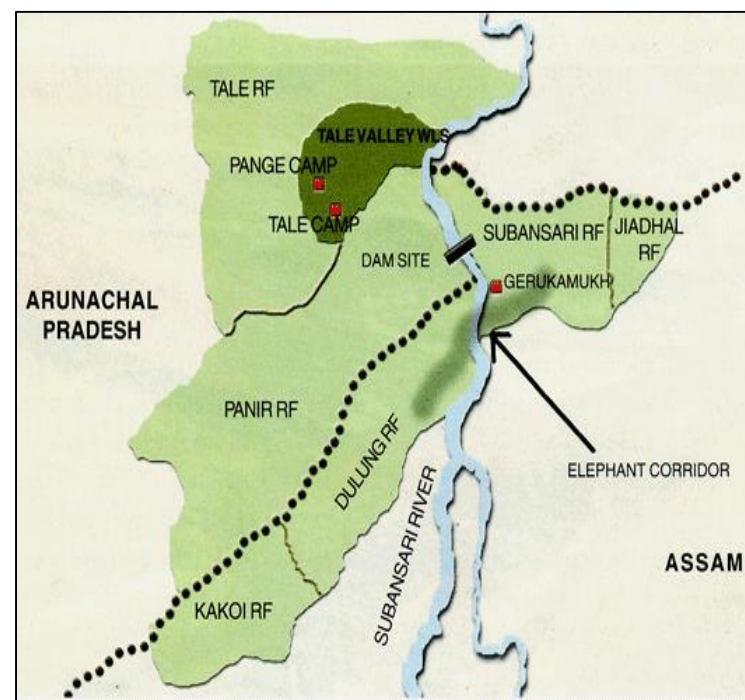 TALE RF
TALE VALLEY WLS
PANGE CAMP
TALE CAMP
SUBANSARI RF
JIADHAL
RF
DAM SITE
GERUKAMUKH
ARUNACHAL
PRADESH
PANIR RF
DULUNG RF
ELEPHANT CORRIDOR
SUBANSARI RIVER
ASSAM
KAKOI RF